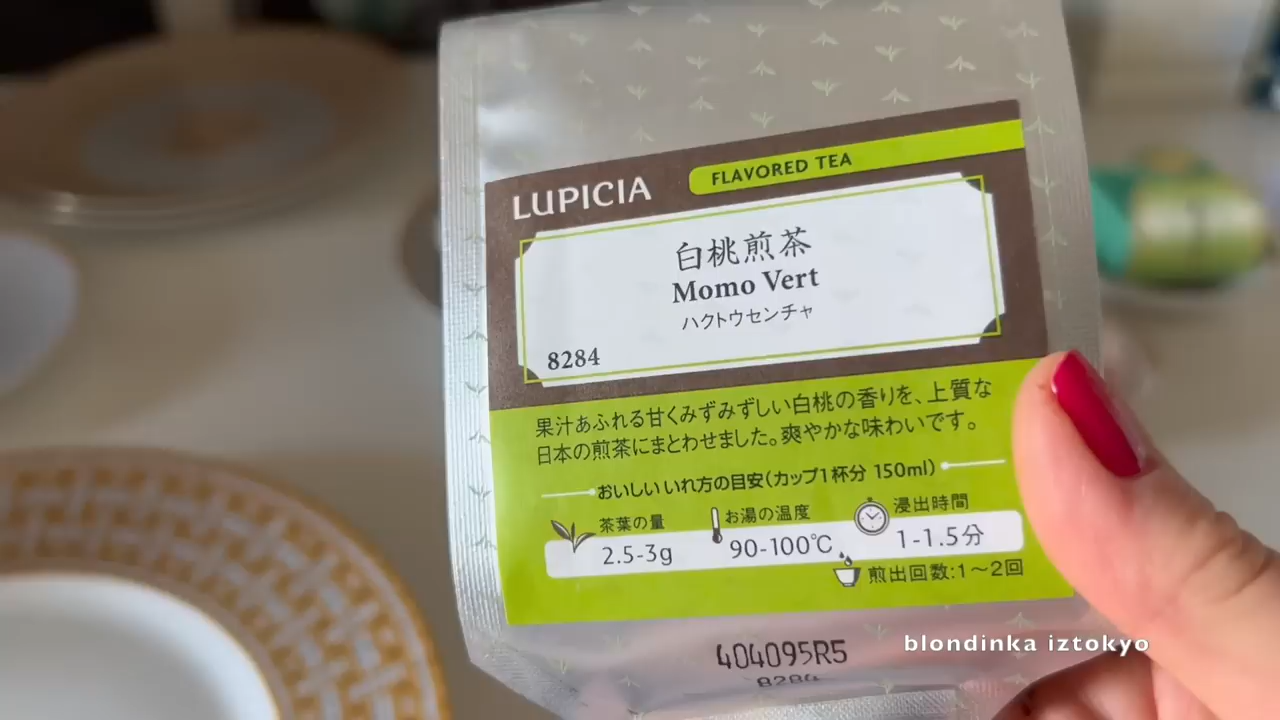 LUPICIA
FLAVORED TEA
白桃煎茶
Momo Vert
ハクトウセンチャ
8284
果汁あふれる甘くみずみずしい白桃の香りを、上質な
日本の煎茶にまとわせました。爽やかな味わいです。
おいしいいれ方の目安(カップ1杯分 150ml)
茶葉の量
2.5-3g
お湯の温度
90-100℃
浸出時間
1-1.5分
煎出回数:1〜2回
404095R5
8284
blondinka iztokyo